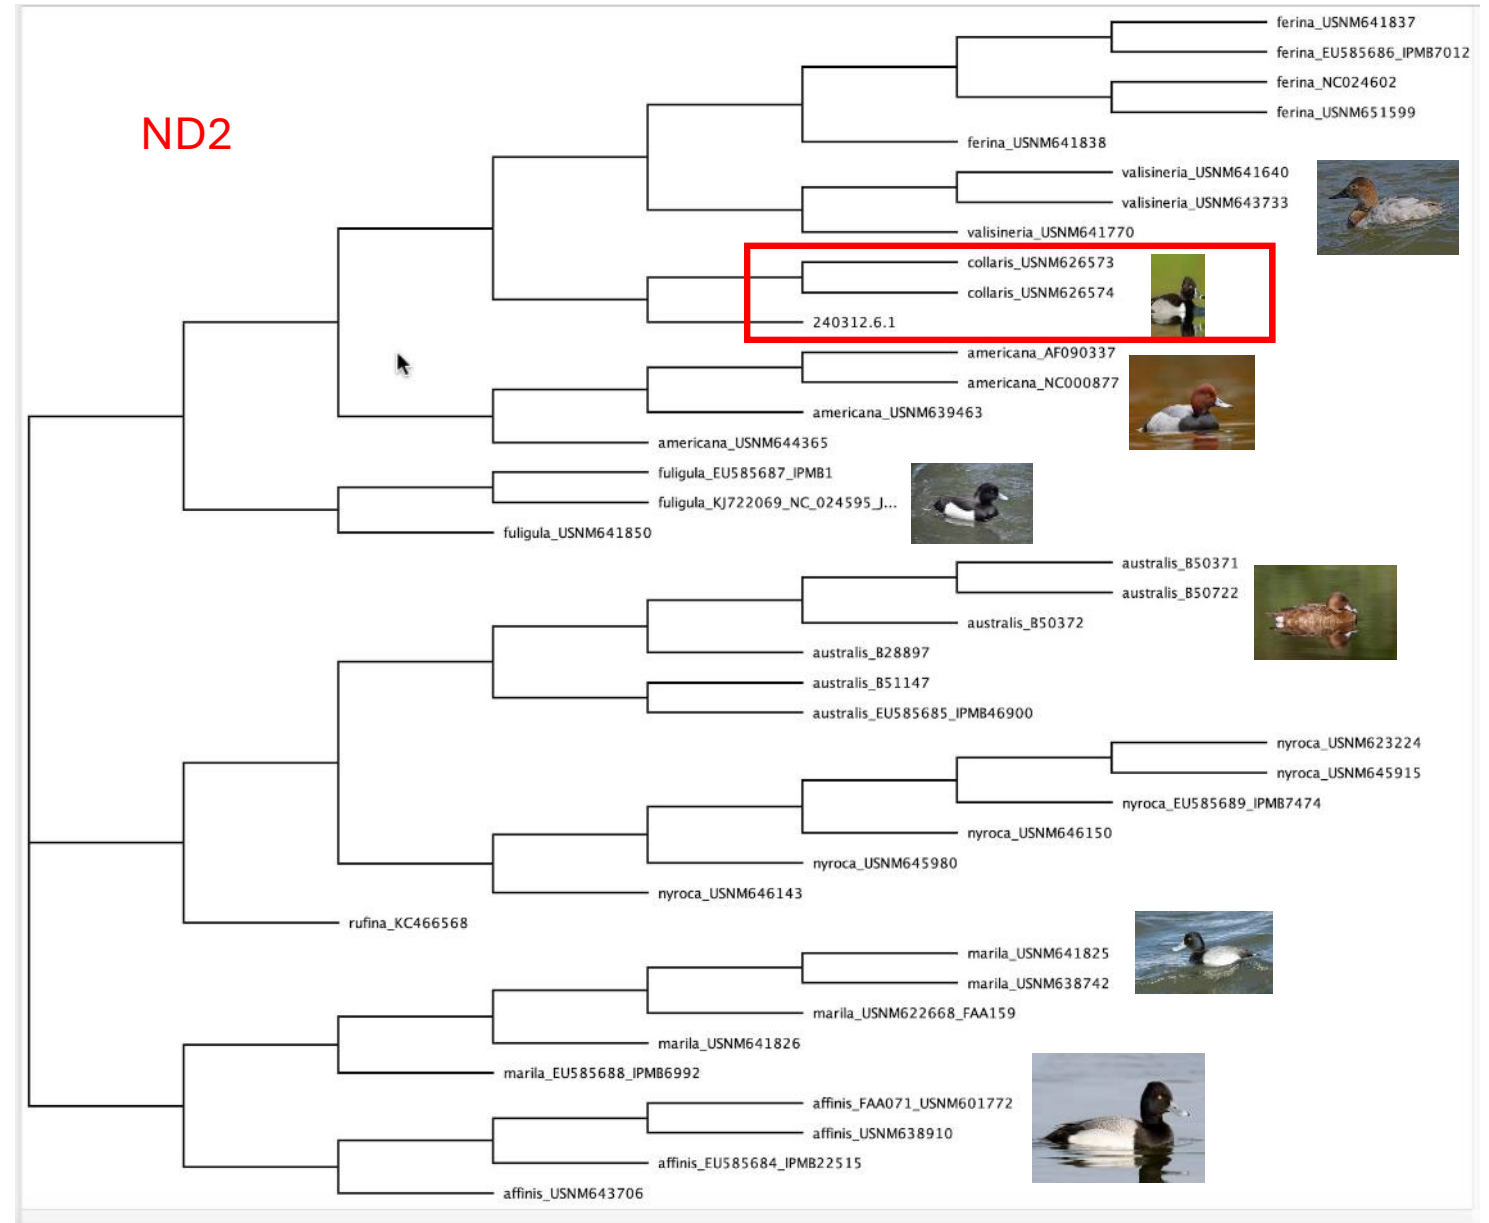 ND2
ferina_USNM641837
ferina_EU585686_IPMB7012
ferina_NC024602
ferina_USNM651599
ferina_USNM641838
valisineria_USNM641640
valisineria_USNM643733
valisineria_USNM641770
collaris_USNM626573
collaris_USNM626574
240312.6.1
americana_AF090337
americana_NC000877
americana_USNM639463
americana_USNM644365
fuligula_EU585687_IPMB1
fuligula_KJ722069_NC_024595_J...
fuligula_USNM641850
australis_B50371
australis_B50722
australis_B50372
australis_B28897
australis_B51147
australis_EU585685_IPMB46900
nyroca_USNM623224
nyroca_USNM645915
nyroca_EU585689_IPMB7474
nyroca_USNM646150
nyroca_USNM645980
nyroca_USNM646143
rufina_KC466568
marila_USNM641825
marila_USNM638742
marila_USNM622668_FAA159
marila_USNM641826
marila_EU585688_IPMB6992
affinis_FAA071_USNM601772
affinis_USNM638910
affinis_EU585684_IPMB22515
affinis_USNM643706